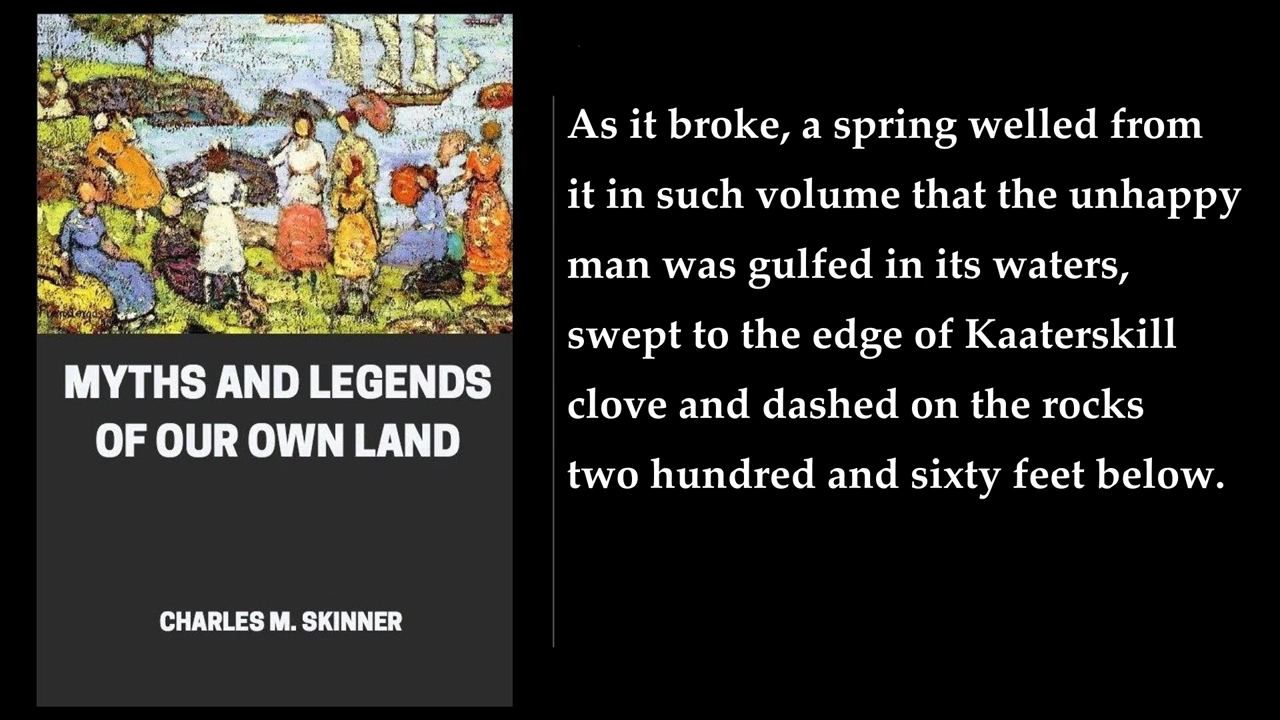 MYTHS AND LEGENDS
OF OUR OWN LAND
CHARLES M. SKINNER
As it broke, a spring welled from
it in such volume that the unhappy
man was gulfed in its waters,
swept to the edge of Kaaterskill
clove and dashed on the rocks
two hundred and sixty feet below.